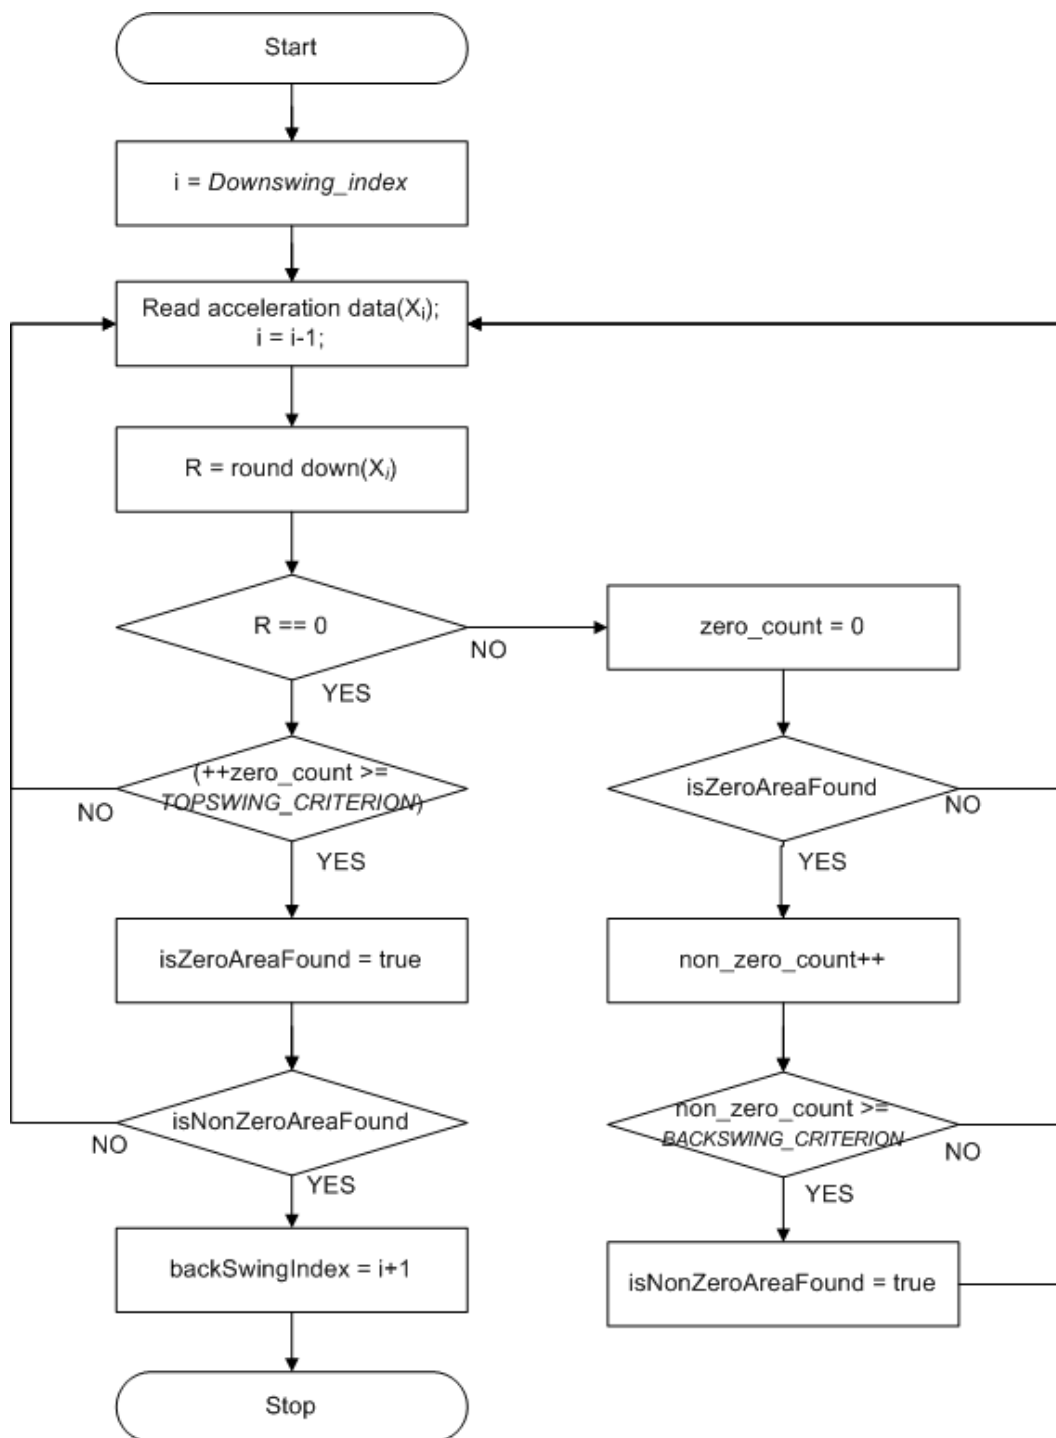 Start
i = Downswing_index
Read acceleration data(Xi);
i = i-1;
R = round down(Xi)
R == 0
NO
YES
zero_count = 0
(++zero_count >=
TOPSWING_CRITERION)
NO
YES
isZeroAreaFound
NO
YES
isZeroAreaFound = true
non_zero_count++
isNonZeroAreaFound
NO
YES
non_zero_count >=
BACKSWING_CRITERION
NO
YES
backSwingIndex = i+1
isNonZeroAreaFound = true
Stop